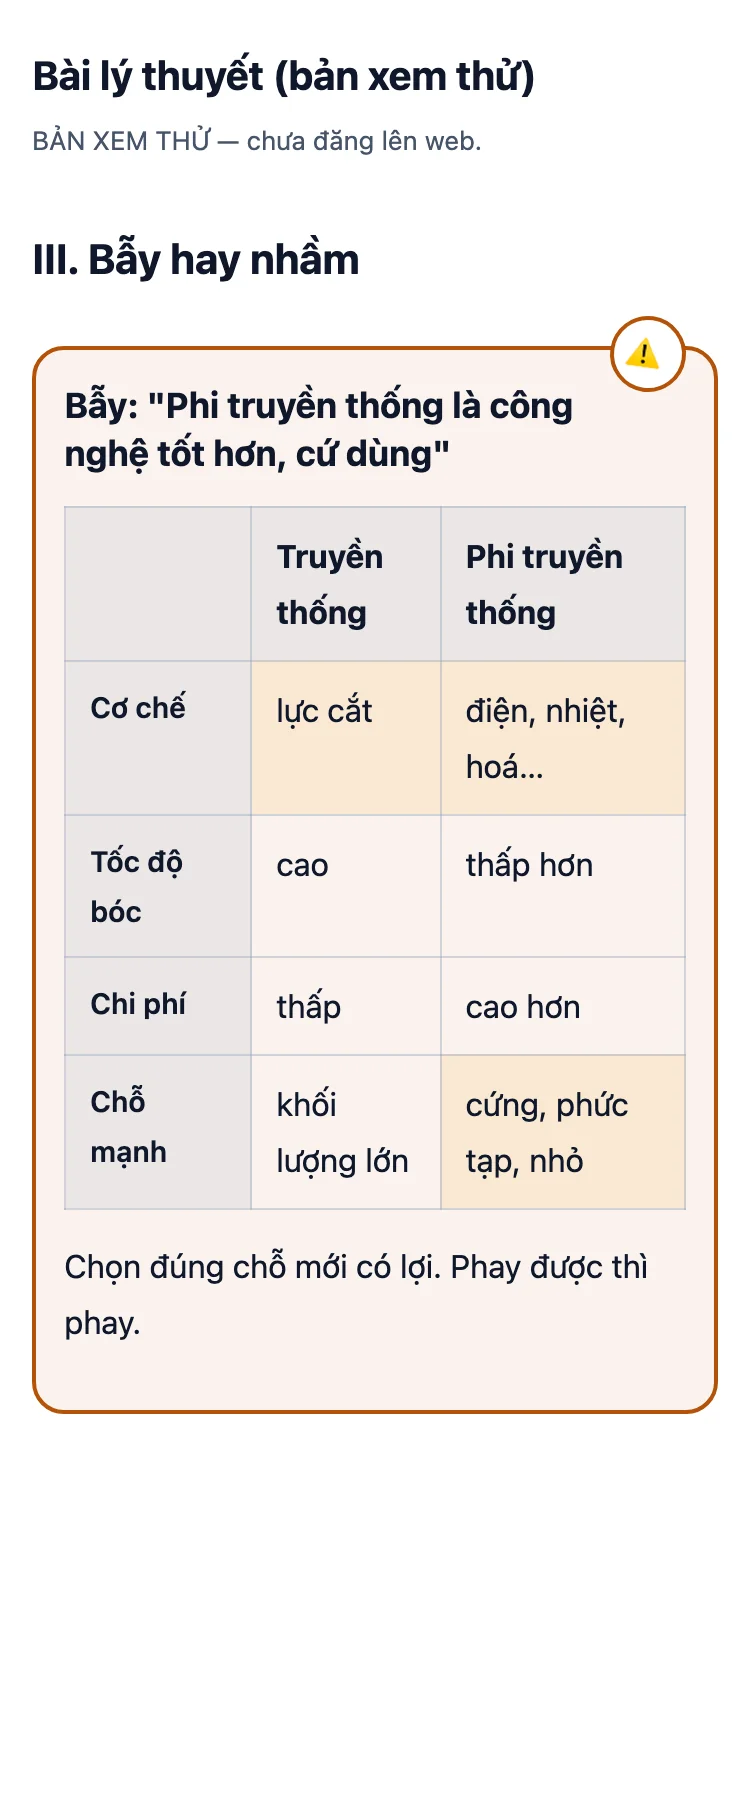 Bài lý thuyết (bản xem thử)
BẢN XEM THỬ — chưa đăng lên web.
III. Bẫy hay nhầm
Bẫy: "Phi truyền thống là công
nghệ tốt hơn, cứ dùng"
Truyền
thống
Phi truyền
thống
Cơ chế
lực cắt
điện, nhiệt,
hoá...
Tốc độ
bóc
cao
thấp hơn
Chi phí
thấp
cao hơn
Chỗ
mạnh
khối
lượng lớn
cứng, phức
tạp, nhỏ
Chọn đúng chỗ mới có lợi. Phay được thì
phay.